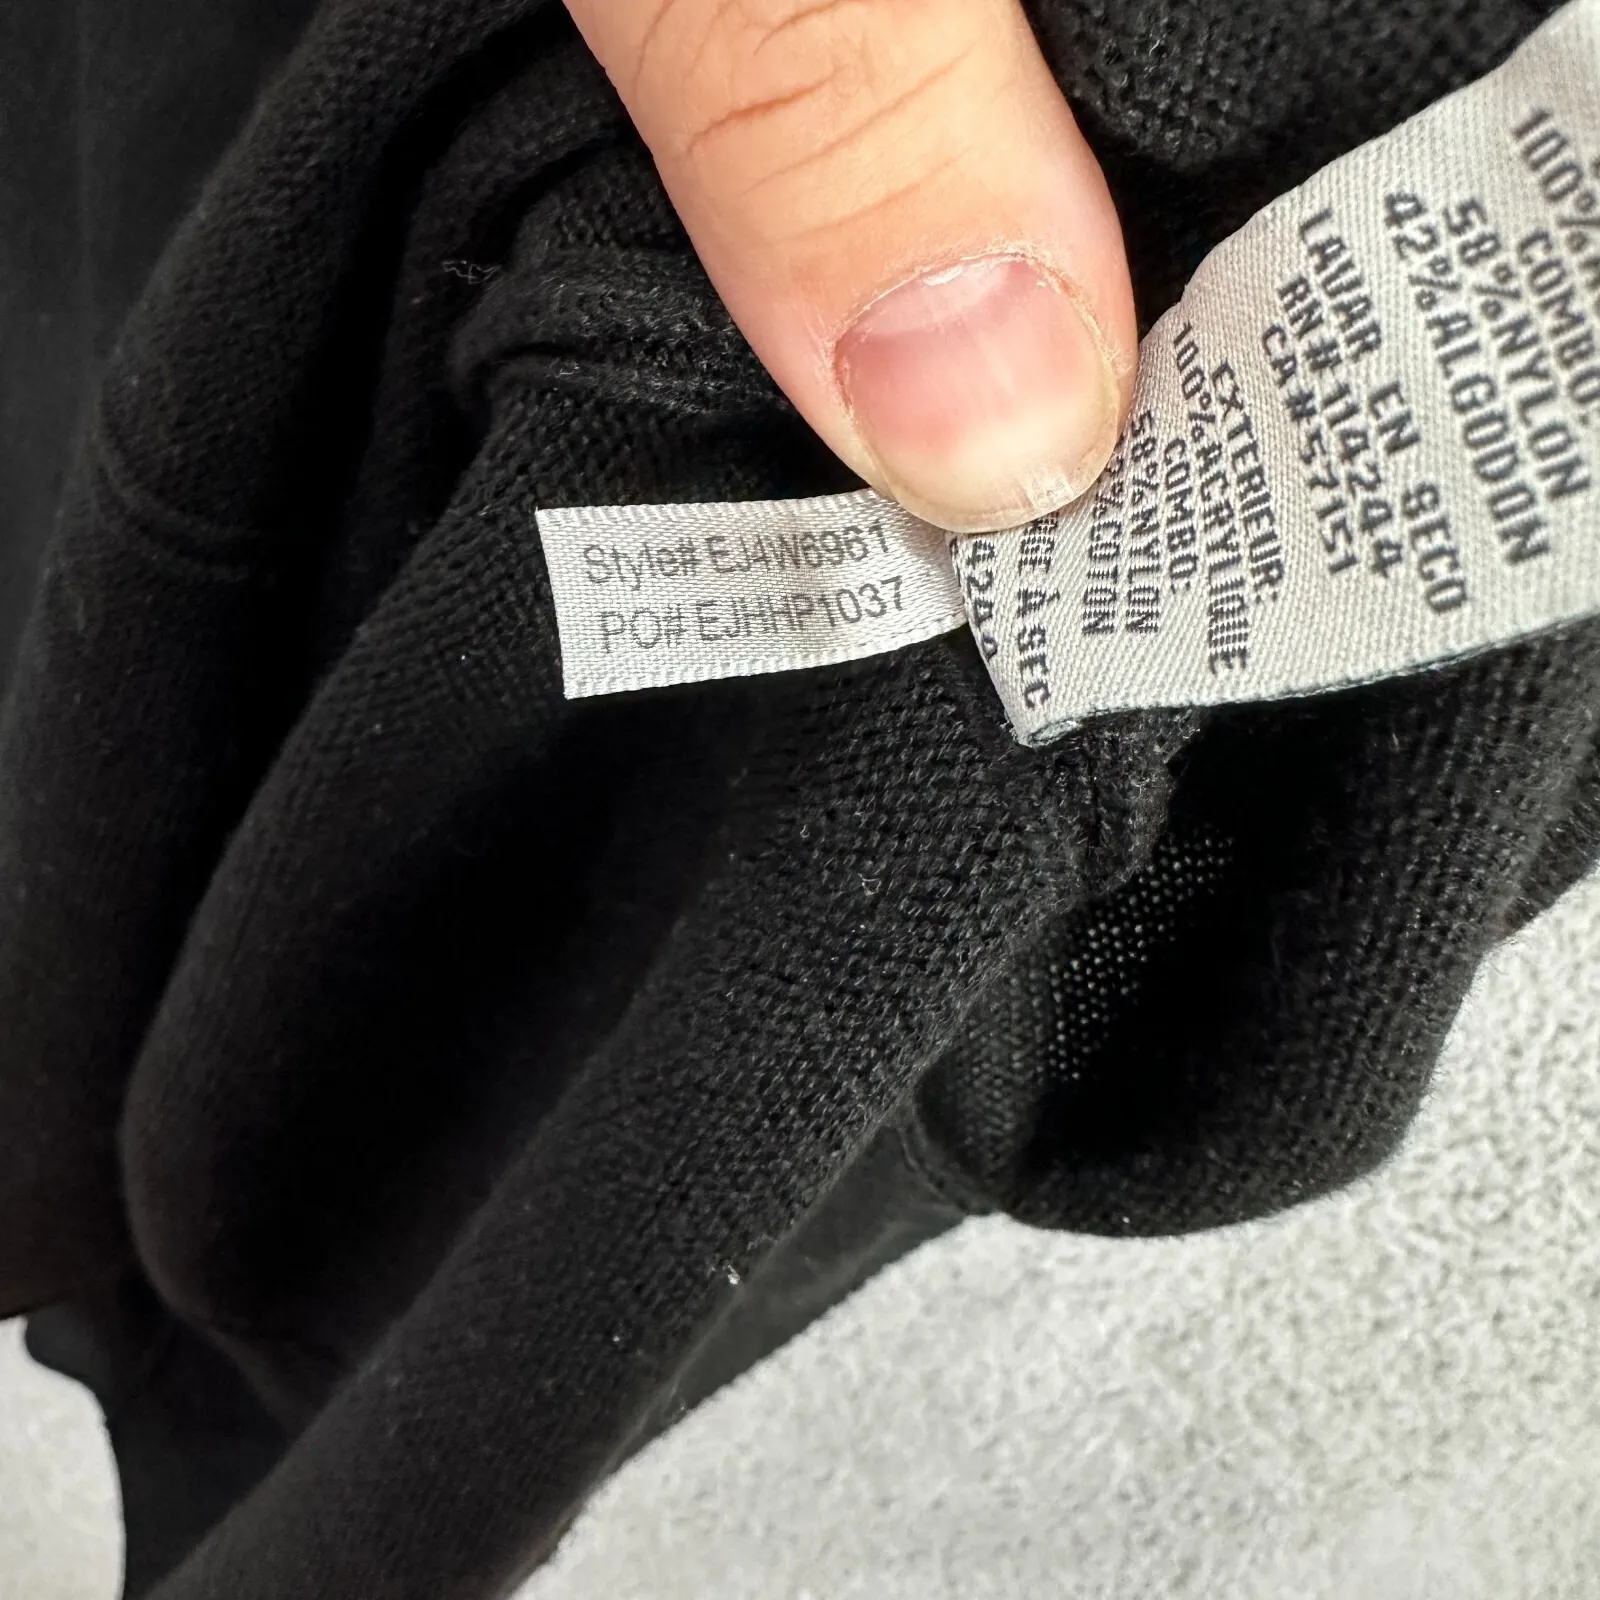 Style# EJ4W6961
PO# EJHHP1037
100%
COMBO:
58%NYLON
42%ALGODON
LAVAR EN SECO
RN#114244
CA#57151
EXTERIEUR:
100%ACRYLIQUE
COMBO:
58%NYLON
COTON
À SEC